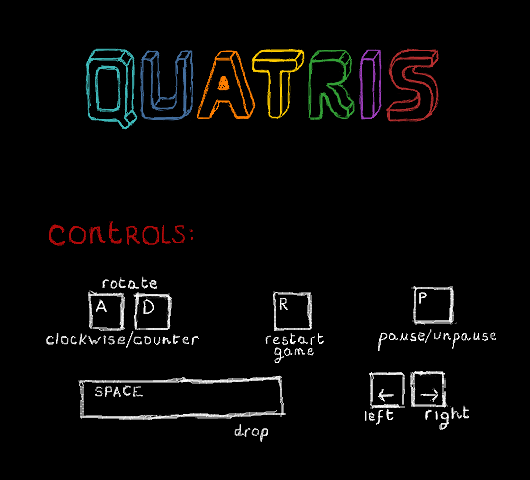 QUATRIS
CONTROLS:
rotate
A D
clockwise/counter
R
restart
game
P
pause/unpause
SPACE
drop
← →
left right